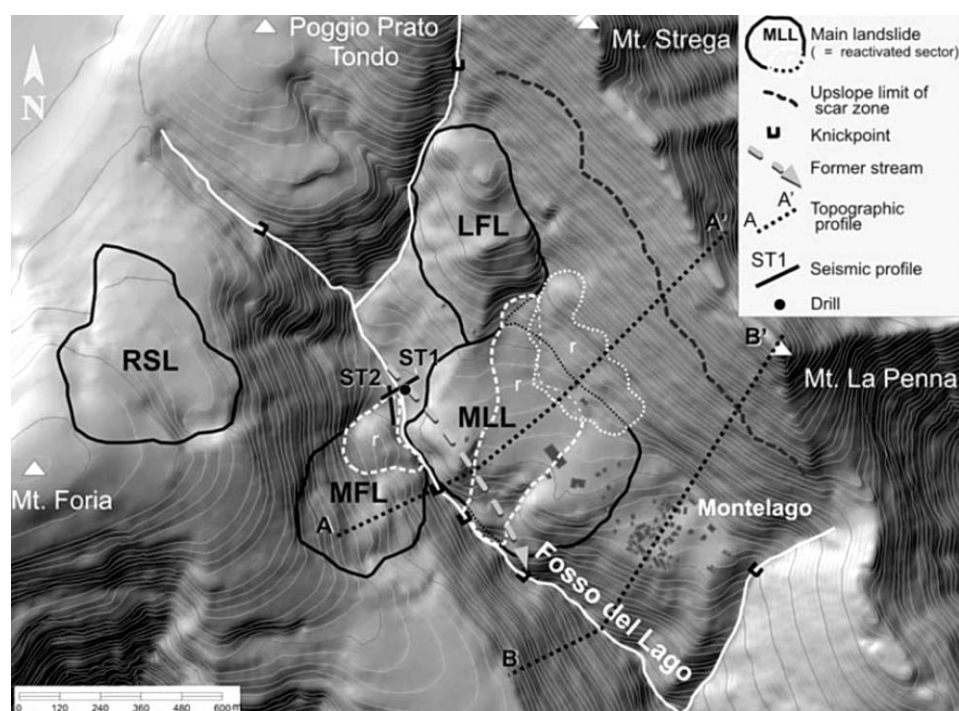 Poggio Prato
Tondo
Mt. Strega
N
LFL
RSL
ST1
ST2
MLL
r
r
r
MFL
A
A'
B
B'
Mt. Foria
Mt. La Penna
Montelago
Fosso del Lago
0 120 240 360 480 600 m
MLL
Main landslide
( = reactivated sector)
Upslope limit of
scar zone
Knickpoint
Former stream
A A'
Topographic
profile
ST1
Seismic profile
Drill